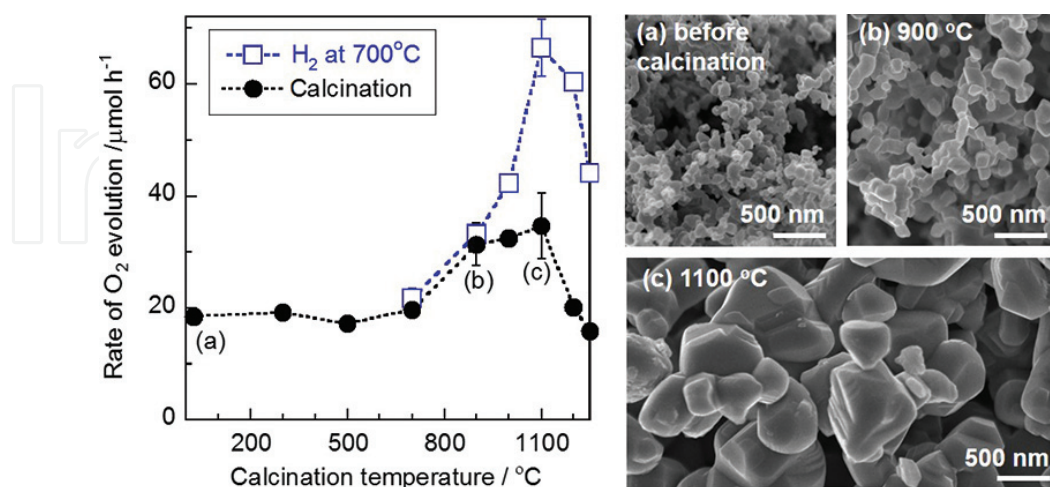 H₂ at 700°C
Calcination
Rate of O₂ evolution /μmol h⁻¹
60
40
20
0
(a)
(b)
(c)
200
500
800
1100
Calcination temperature / °C
(a) before
calcination
500 nm
(b) 900 °C
500 nm
(c) 1100 °C
500 nm